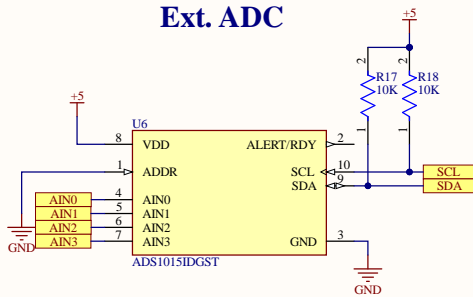 Ext. ADC
+5
+5
2
2
R17
R18
10K
10K
1
1
U6
8
VDD
ALERT/RDY
2
1
ADDR
SCL
10
SCL
SDA
9
SDA
AIN0
4
AIN0
AIN1
5
AIN1
AIN2
6
AIN2
AIN3
7
AIN3
GND
3
GND
ADS1015IDGST
GND